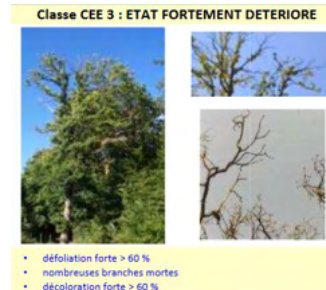 Classe CEE 3 : ETAT FORTEMENT DETERIORE
• défoliation forte > 60 %
• nombreuses branches mortes
• décoloration forte > 60 %